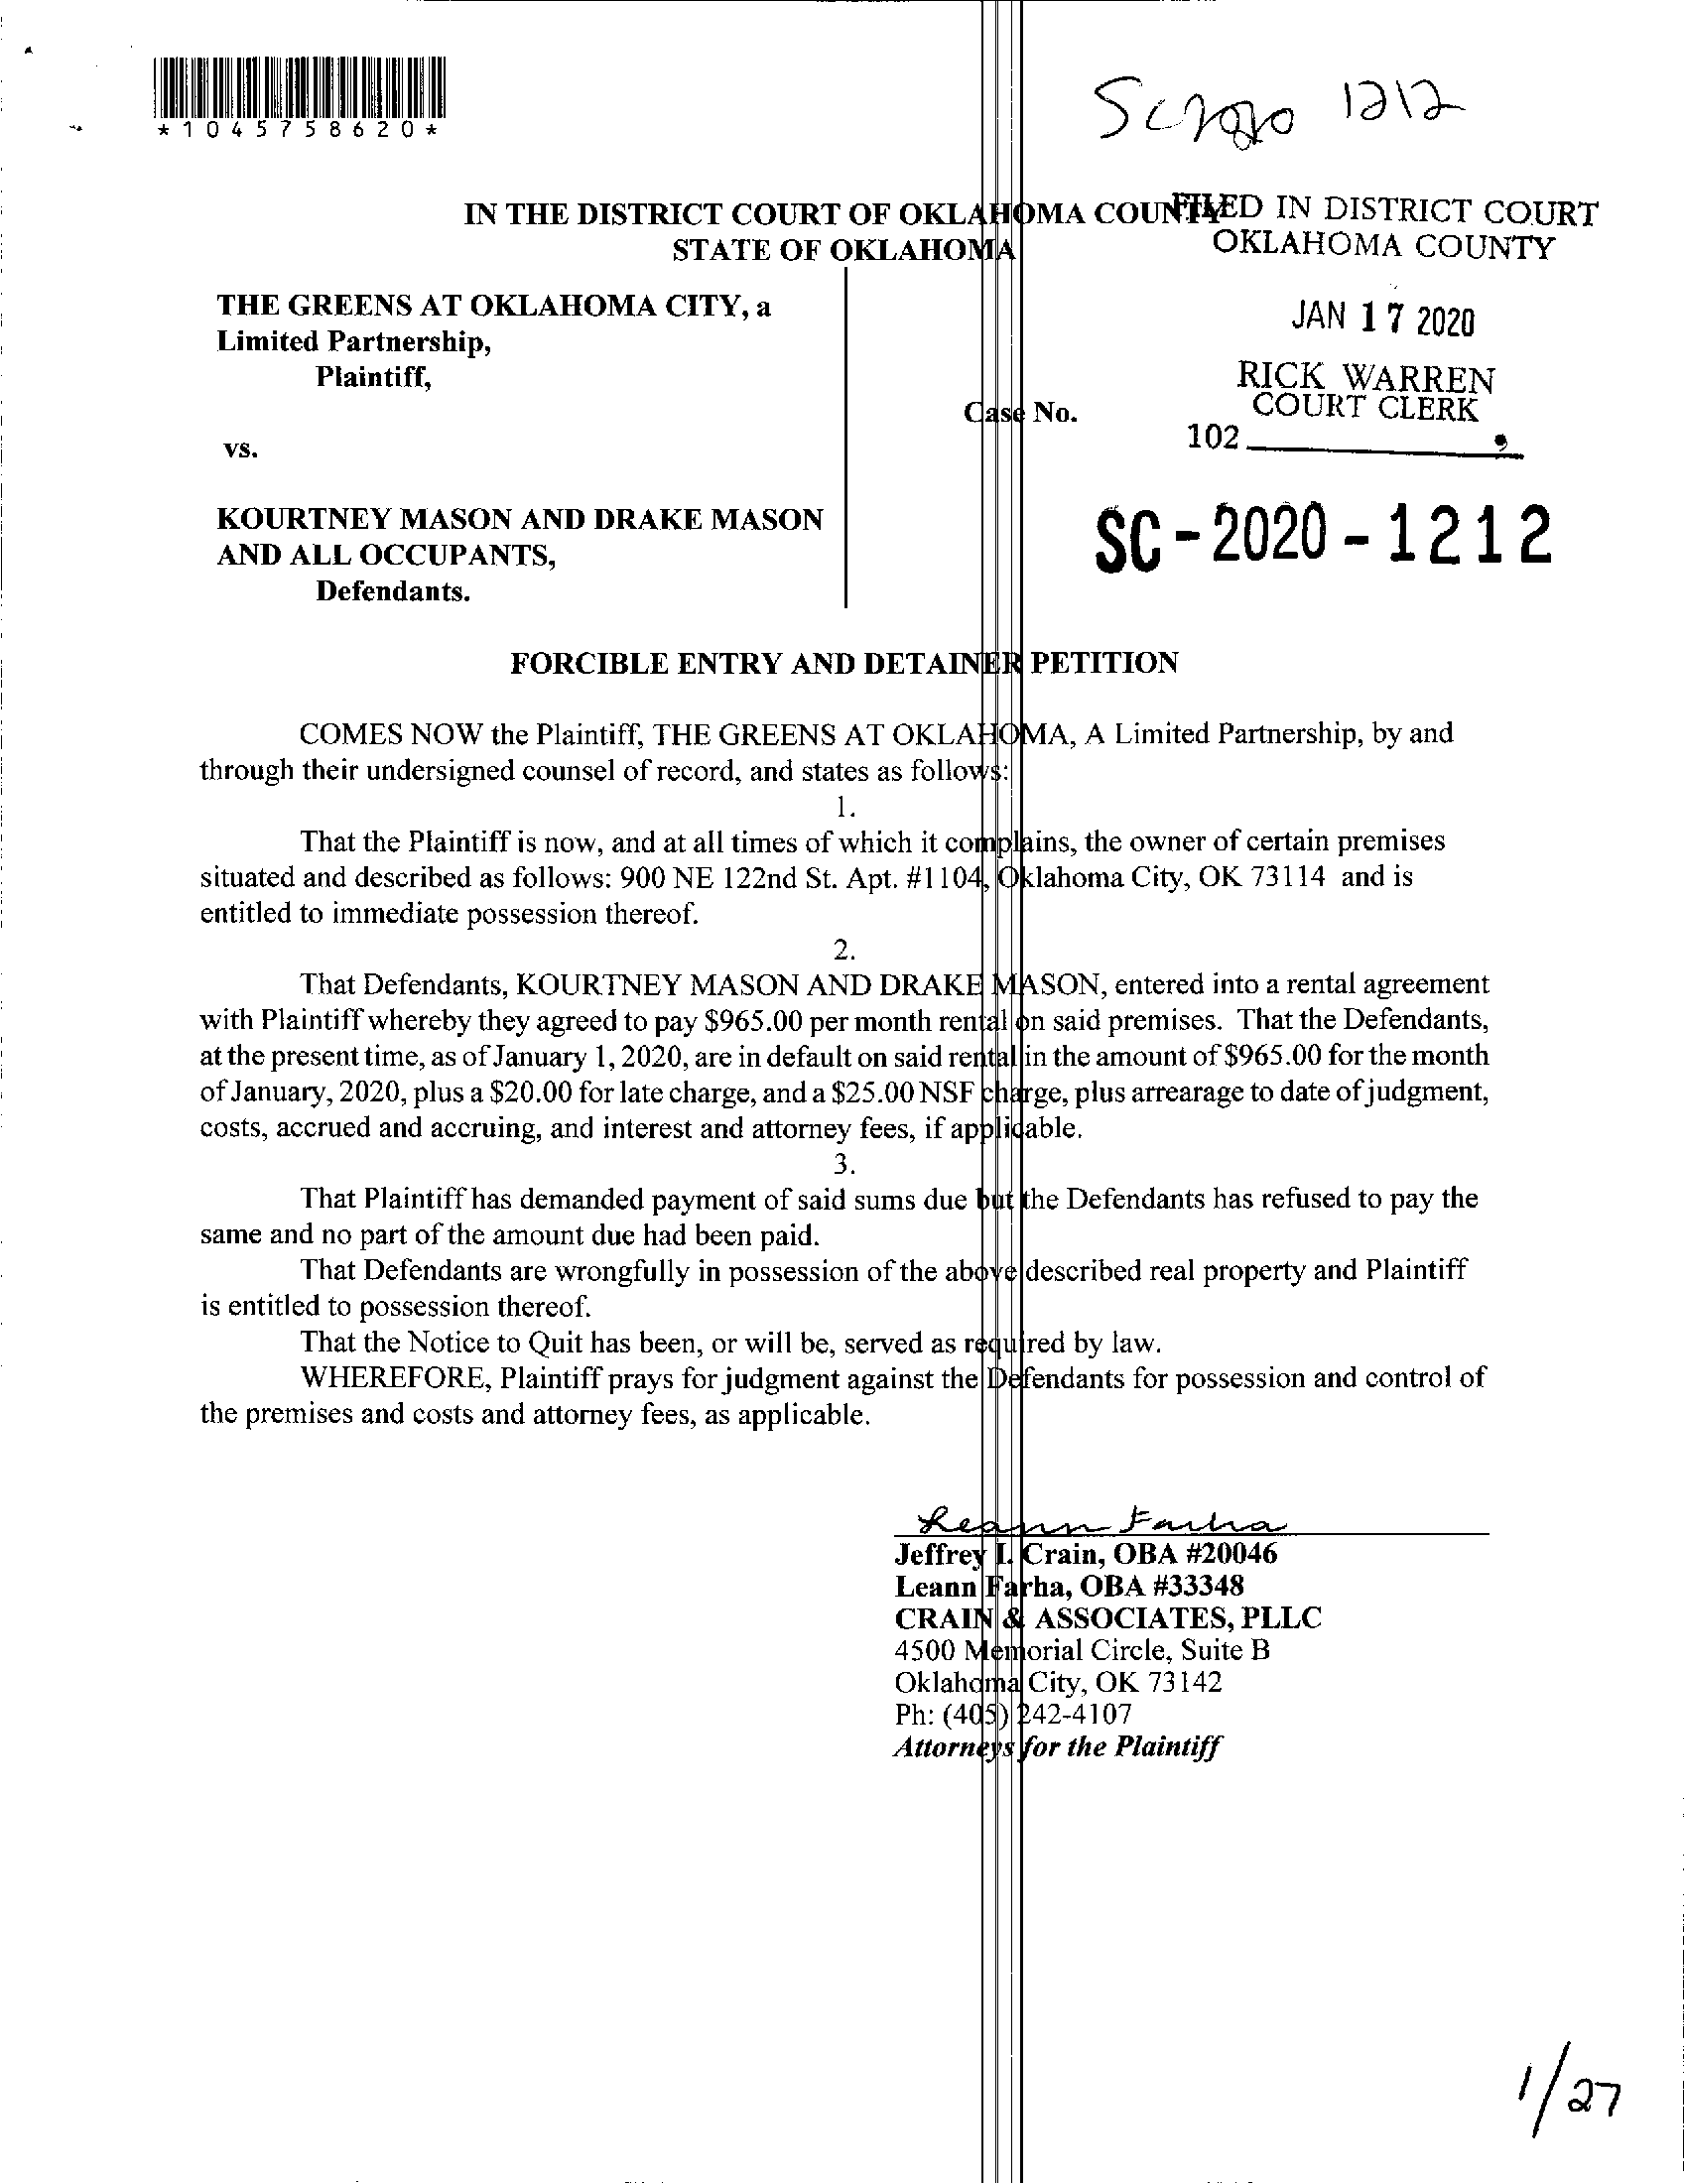 *1045758620*
SC2020 1212
IN THE DISTRICT COURT OF OKLAHOMA COUNTY
STATE OF OKLAHOMA
FILED IN DISTRICT COURT
OKLAHOMA COUNTY
JAN 17 2020
RICK WARREN
COURT CLERK
102
THE GREENS AT OKLAHOMA CITY, a
Limited Partnership,
Plaintiff,
Case No.
vs.
SC-2020-1212
KOURTNEY MASON AND DRAKE MASON
AND ALL OCCUPANTS,
Defendants.
FORCIBLE ENTRY AND DETAINER PETITION
COMES NOW the Plaintiff, THE GREENS AT OKLAHOMA, A Limited Partnership, by and
through their undersigned counsel of record, and states as follows:
1.
That the Plaintiff is now, and at all times of which it complains, the owner of certain premises
situated and described as follows: 900 NE 122nd St. Apt. #1104, Oklahoma City, OK 73114 and is
entitled to immediate possession thereof.
2.
That Defendants, KOURTNEY MASON AND DRAKE MASON, entered into a rental agreement
with Plaintiff whereby they agreed to pay $965.00 per month rental on said premises. That the Defendants,
at the present time, as of January 1, 2020, are in default on said rental in the amount of $965.00 for the month
of January, 2020, plus a $20.00 for late charge, and a $25.00 NSF charge, plus arrearage to date of judgment,
costs, accrued and accruing, and interest and attorney fees, if applicable.
3.
That Plaintiff has demanded payment of said sums due but the Defendants has refused to pay the
same and no part of the amount due had been paid.
That Defendants are wrongfully in possession of the above described real property and Plaintiff
is entitled to possession thereof.
That the Notice to Quit has been, or will be, served as required by law.
WHEREFORE, Plaintiff prays for judgment against the Defendants for possession and control of
the premises and costs and attorney fees, as applicable.
Leann Farha
Jeffrey I. Crain, OBA #20046
Leann Farha, OBA #33348
CRAIN & ASSOCIATES, PLLC
4500 Memorial Circle, Suite B
Oklahoma City, OK 73142
Ph: (405) 242-4107
Attorneys for the Plaintiff
1/27